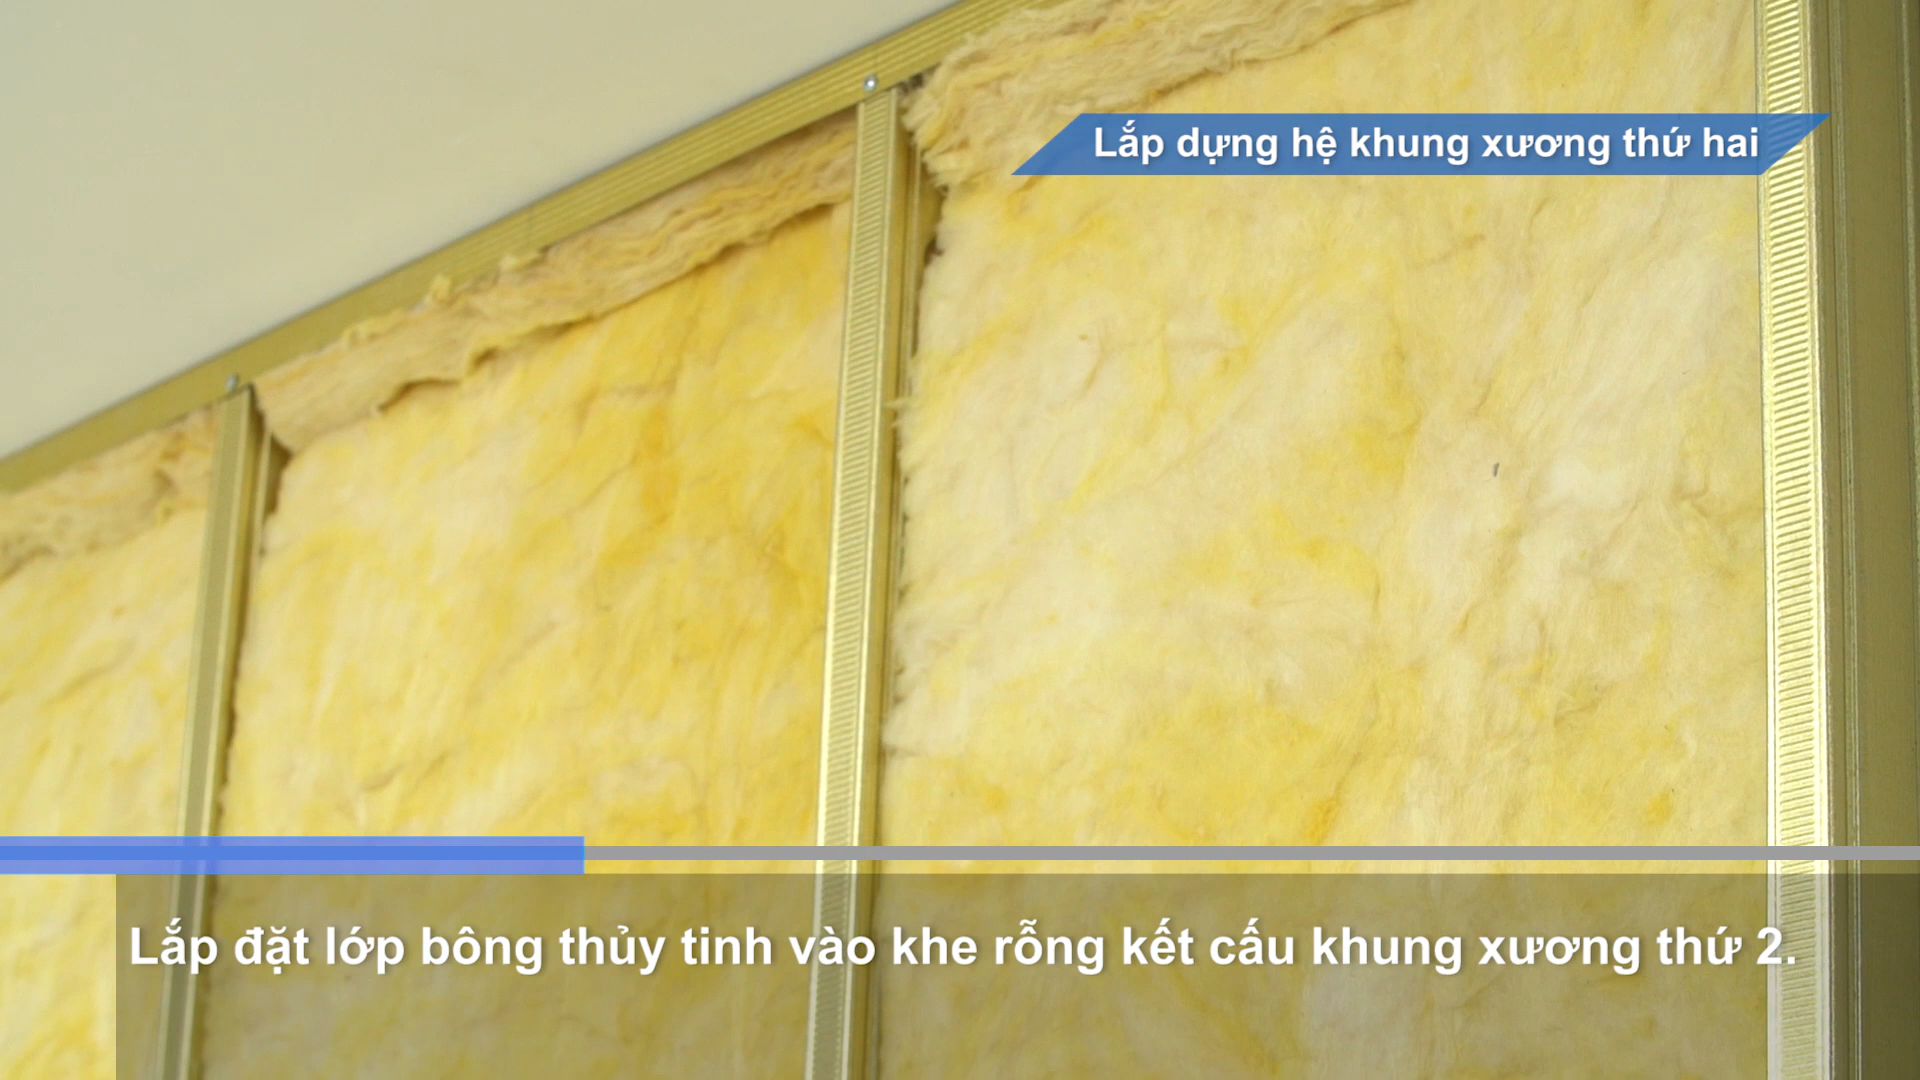 Lắp dựng hệ khung xương thứ hai
Lắp đặt lớp bông thủy tinh vào khe rỗng kết cấu khung xương thứ 2.